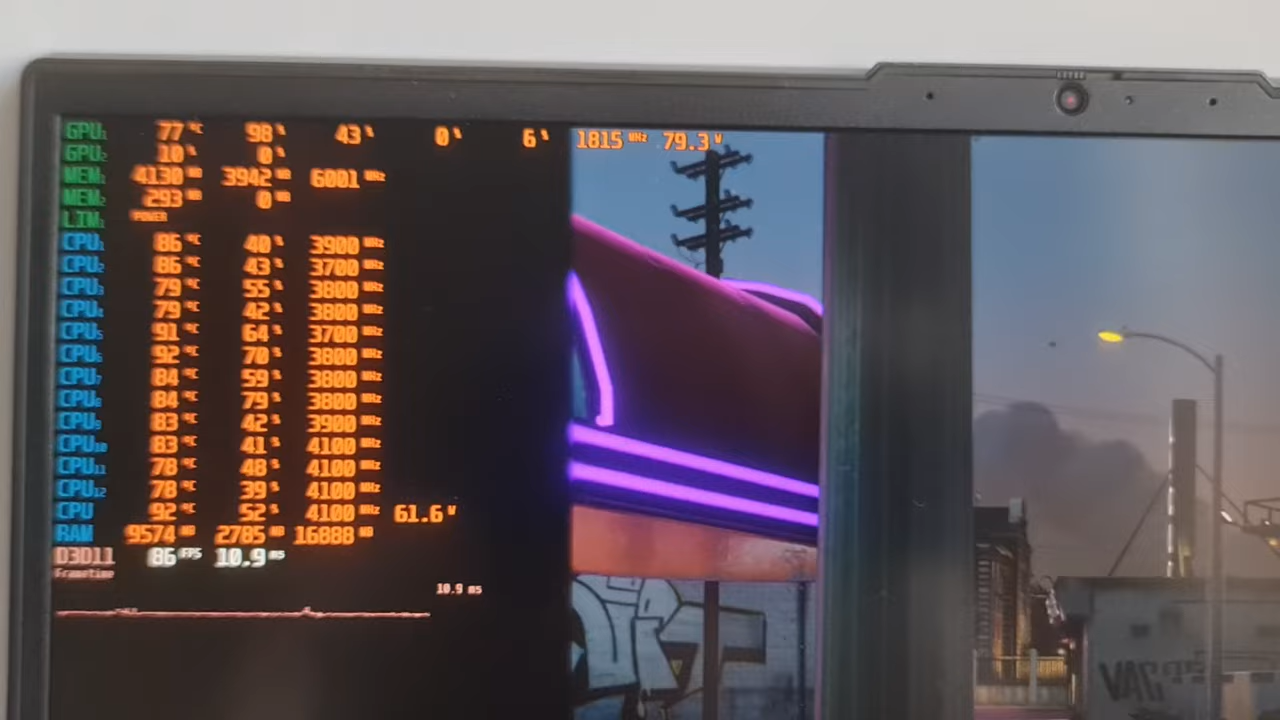 GPU1 77 °C 98 % 43 % 0 % 6 % 1815 MHz 79.3 W
GPU2 10 % 0 %
MEM1 4130 MB 3942 MB 6001 MHz
MEM2 293 MB 0 MB
LIM1 POWER
CPU1 86 °C 40 % 3900 MHz
CPU2 86 °C 43 % 3700 MHz
CPU3 79 °C 55 % 3800 MHz
CPU4 79 °C 42 % 3800 MHz
CPU5 91 °C 64 % 3700 MHz
CPU6 92 °C 70 % 3800 MHz
CPU7 84 °C 59 % 3800 MHz
CPU8 84 °C 79 % 3800 MHz
CPU9 83 °C 42 % 3900 MHz
CPU10 83 °C 41 % 4100 MHz
CPU11 78 °C 48 % 4100 MHz
CPU12 78 °C 39 % 4100 MHz
CPU 92 °C 52 % 4100 MHz 61.6 W
RAM 9574 MB 2785 MB 16888 MB
D3D11 86 FPS 10.9 ms
Frametime
10.9 ms